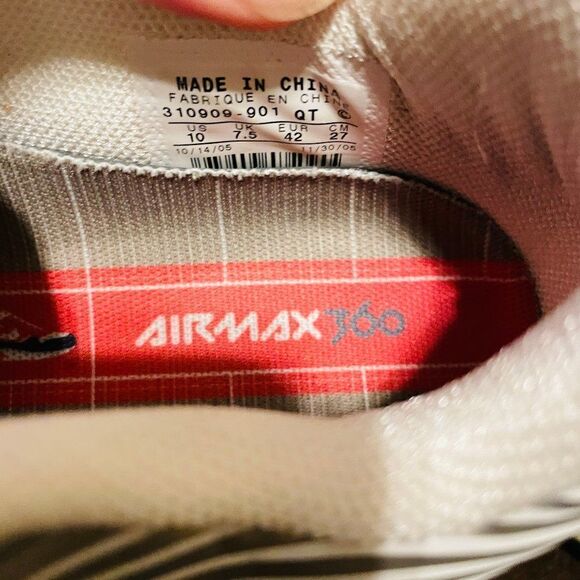 MADE IN CHINA
FABRIQUE EN CHINE
310909-901 QT ©
US UK EUR CM
10 7.5 42 27
10/14/05 11/30/05
AIRMAX 360